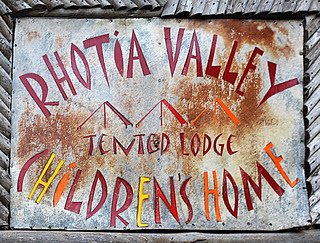 RHOTIA VALLEY
TENTED LODGE
CHILDREN'S HOME